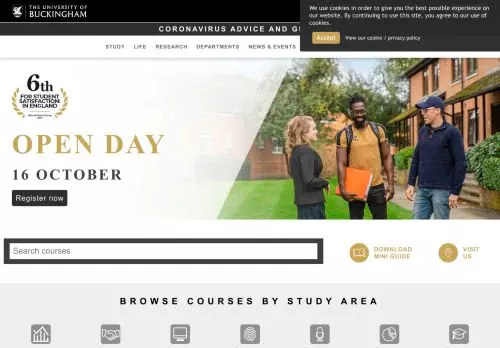 THE UNIVERSITY OF
BUCKINGHAM
We use cookies in order to give you the best possible experience on
our website. By continuing to use this site, you agree to our use of
cookies.
Accept
View our cookie / privacy policy
CORONAVIRUS ADVICE AND
STUDY LIFE RESEARCH DEPARTMENTS NEWS & EVENTS
6th
FOR STUDENT
SATISFACTION
IN ENGLAND
OPEN DAY
16 OCTOBER
Register now
Search courses
DOWNLOAD
MINI GUIDE
VISIT
US
BROWSE COURSES BY STUDY AREA